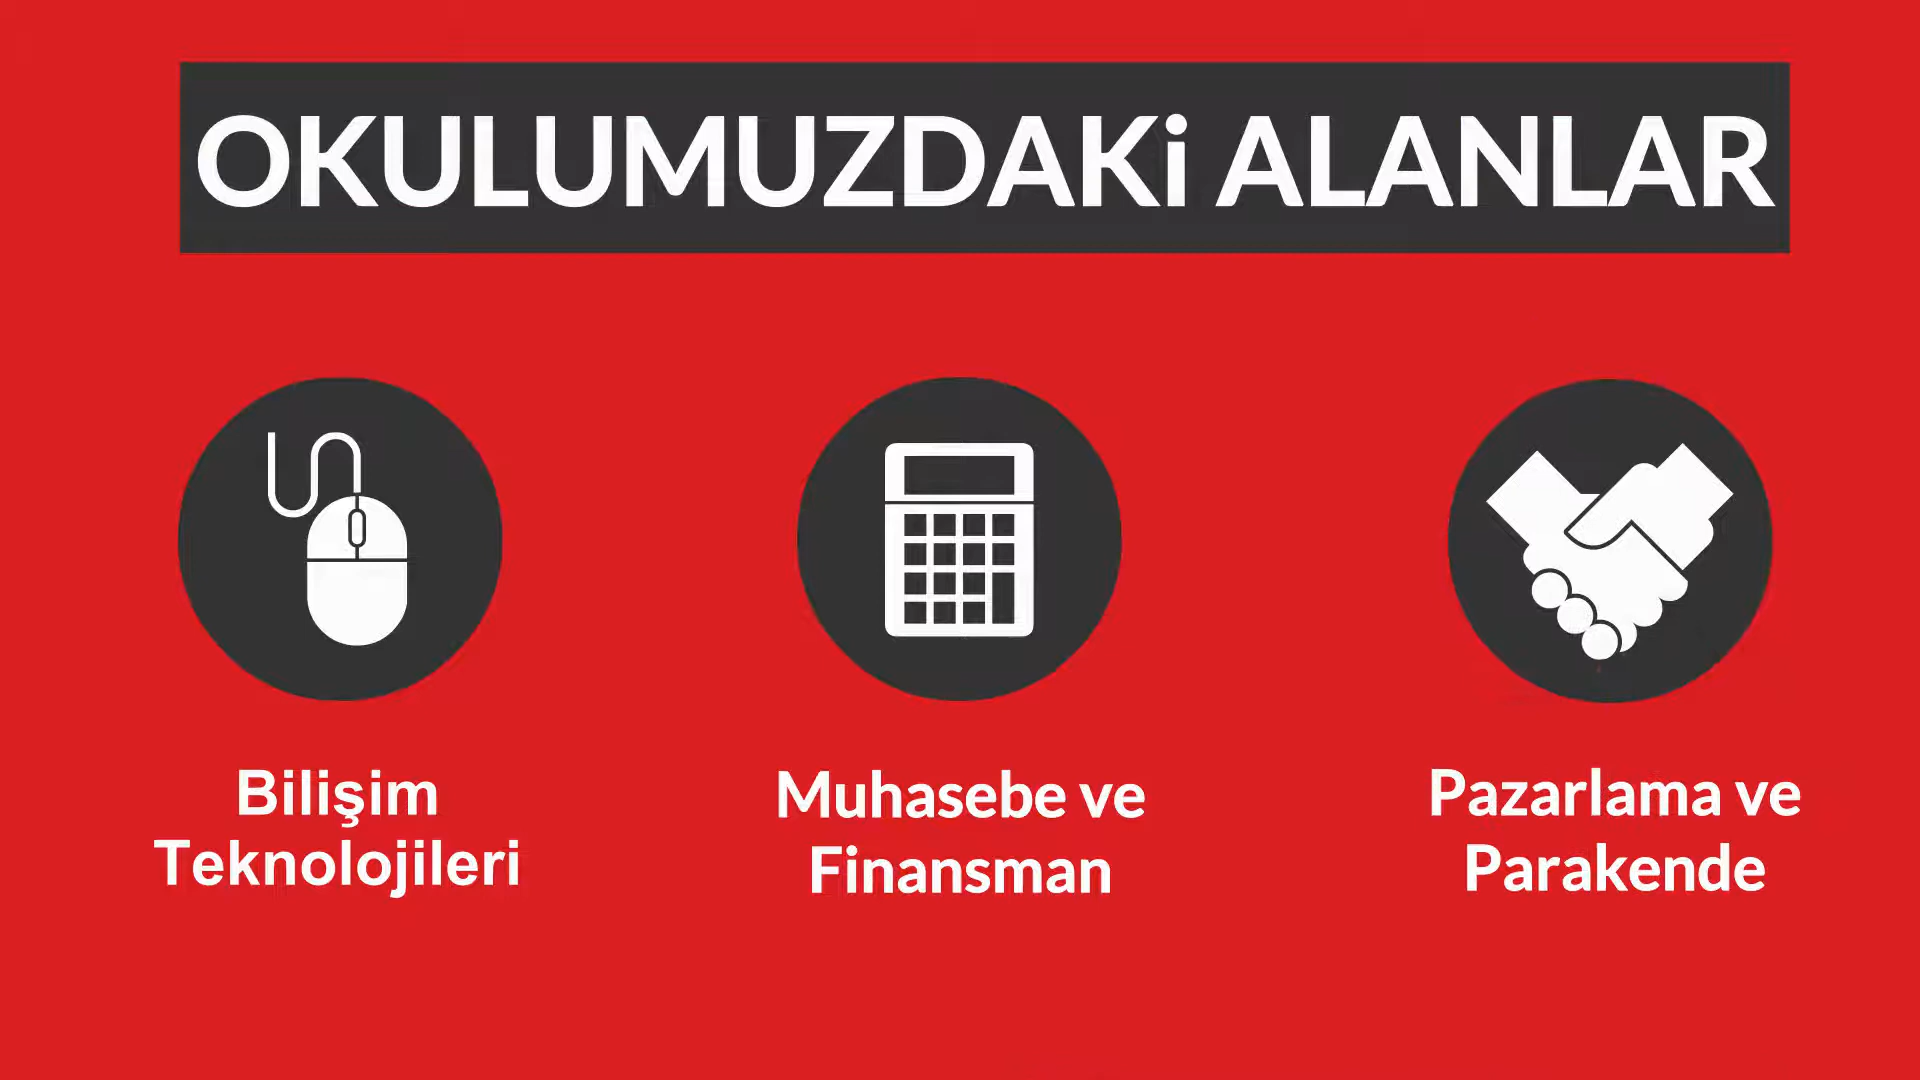 OKULUMUZDAKi ALANLAR
Bilişim
Teknolojileri
Muhasebe ve
Finansman
Pazarlama ve
Parakende